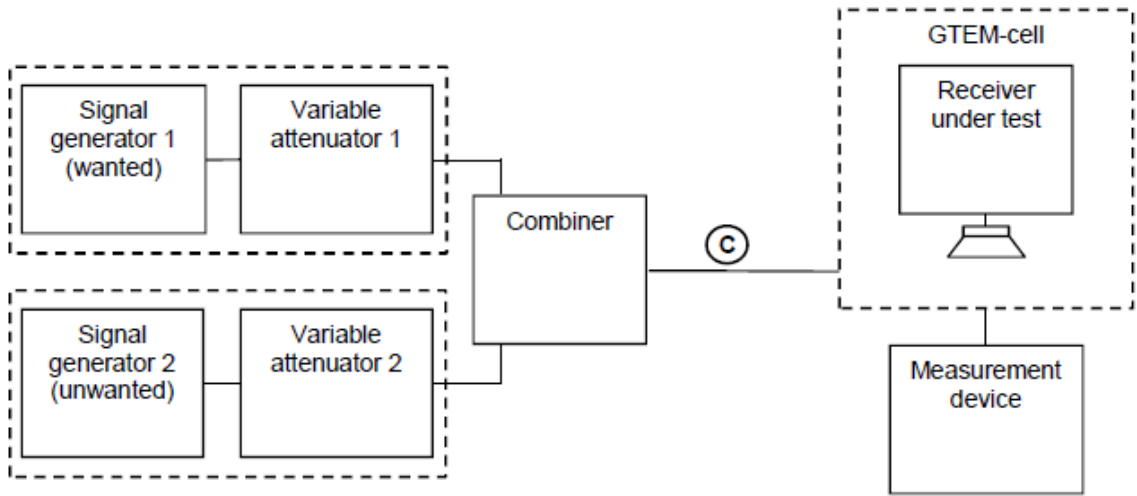 GTEM-cell
Signal
generator 1
(wanted)
Variable
attenuator 1
Receiver
under test
Combiner
C
Signal
generator 2
(unwanted)
Variable
attenuator 2
Measurement
device